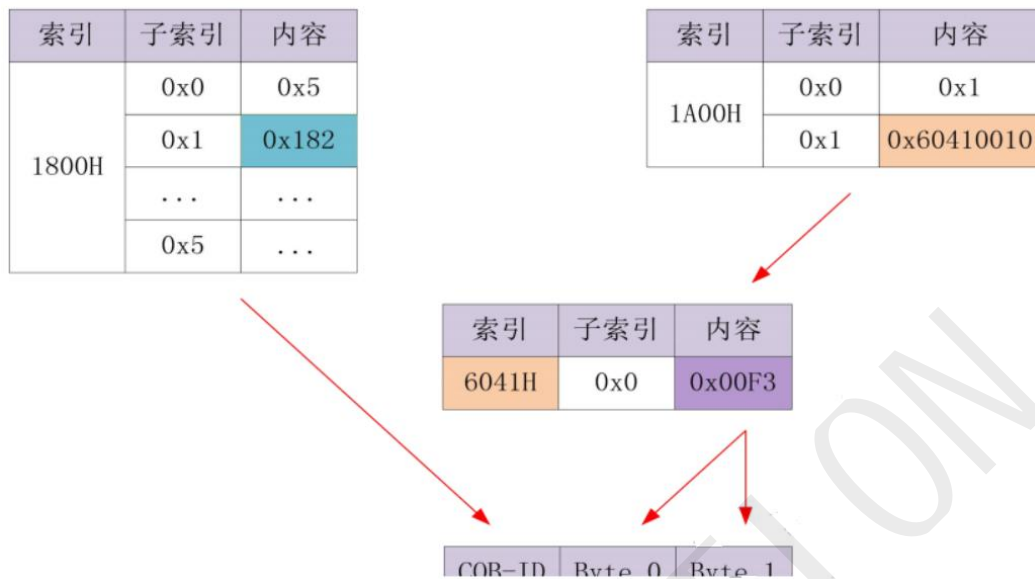 索引 子索引 内容
1800H
0x0 0x5
0x1 0x182
... ...
0x5 ...
索引 子索引 内容
1A00H
0x0 0x1
0x1 0x60410010
索引 子索引 内容
6041H 0x0 0x00F3
COB-ID Byte 0 Byte 1